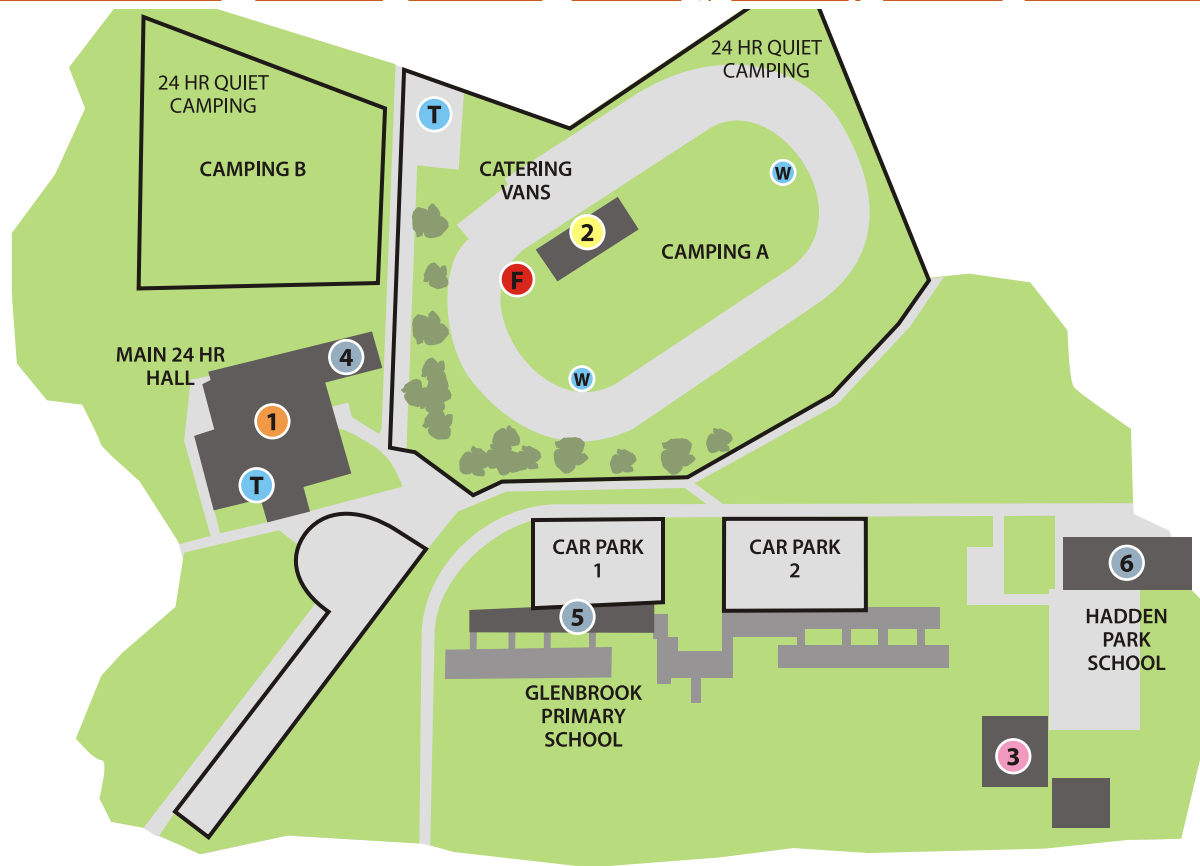 24 HR QUIET
CAMPING
24 HR QUIET
CAMPING
T
CAMPING B
CATERING
VANS
W
2
CAMPING A
F
MAIN 24 HR
HALL
4
W
1
T
CAR PARK
1
CAR PARK
2
6
5
HADDEN
PARK
SCHOOL
GLENBROOK
PRIMARY
SCHOOL
3